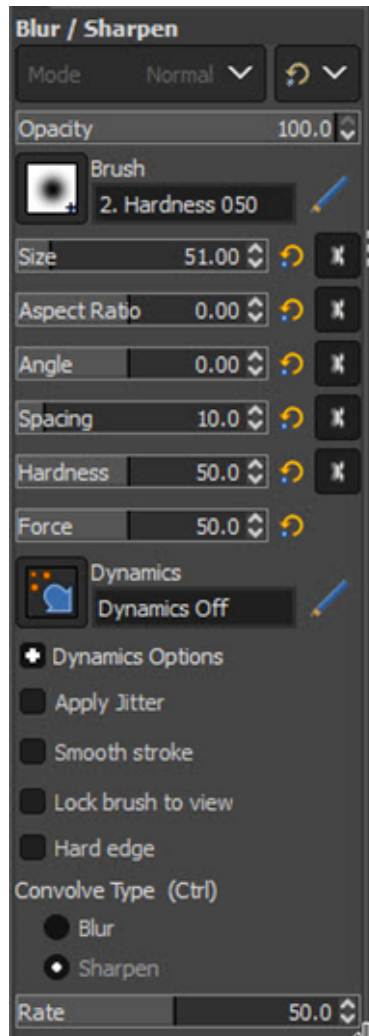 Blur / Sharpen
Mode Normal
Opacity 100.0
Brush
2. Hardness 050
Size 51.00
Aspect Ratio 0.00
Angle 0.00
Spacing 10.0
Hardness 50.0
Force 50.0
Dynamics
Dynamics Off
Dynamics Options
Apply Jitter
Smooth stroke
Lock brush to view
Hard edge
Convolve Type (Ctrl)
Blur
Sharpen
Rate 50.0